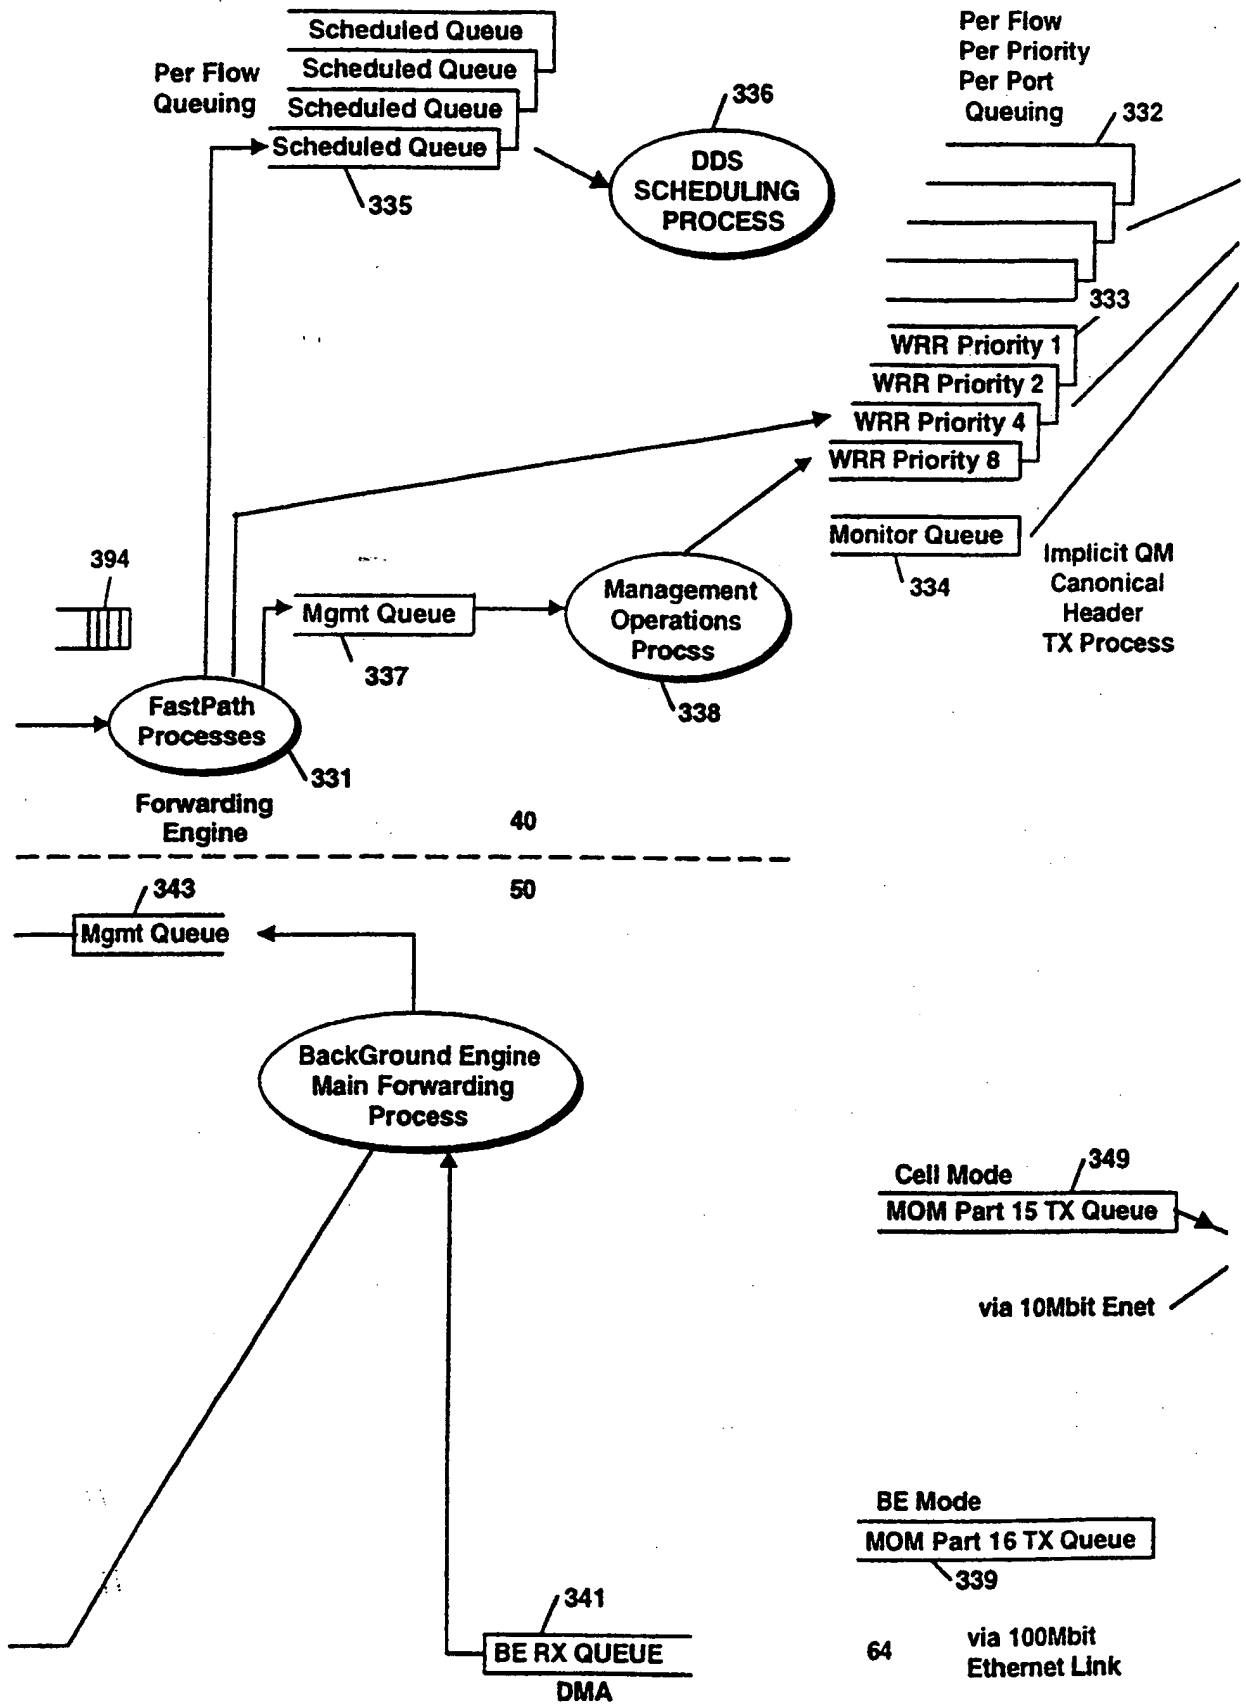 Scheduled Queue
Scheduled Queue
Scheduled Queue
Scheduled Queue
Per Flow
Queuing
335
336
DDS
SCHEDULING
PROCESS
Per Flow
Per Priority
Per Port
Queuing
332
333
WRR Priority 1
WRR Priority 2
WRR Priority 4
WRR Priority 8
Monitor Queue
334
Implicit QM
Canonical
Header
TX Process
394
Mgmt Queue
337
Management
Operations
Procss
338
FastPath
Processes
331
Forwarding
Engine
40
50
343
Mgmt Queue
BackGround Engine
Main Forwarding
Process
Cell Mode
349
MOM Part 15 TX Queue
via 10Mbit Enet
BE Mode
MOM Part 16 TX Queue
339
341
BE RX QUEUE
DMA
64
via 100Mbit
Ethernet Link